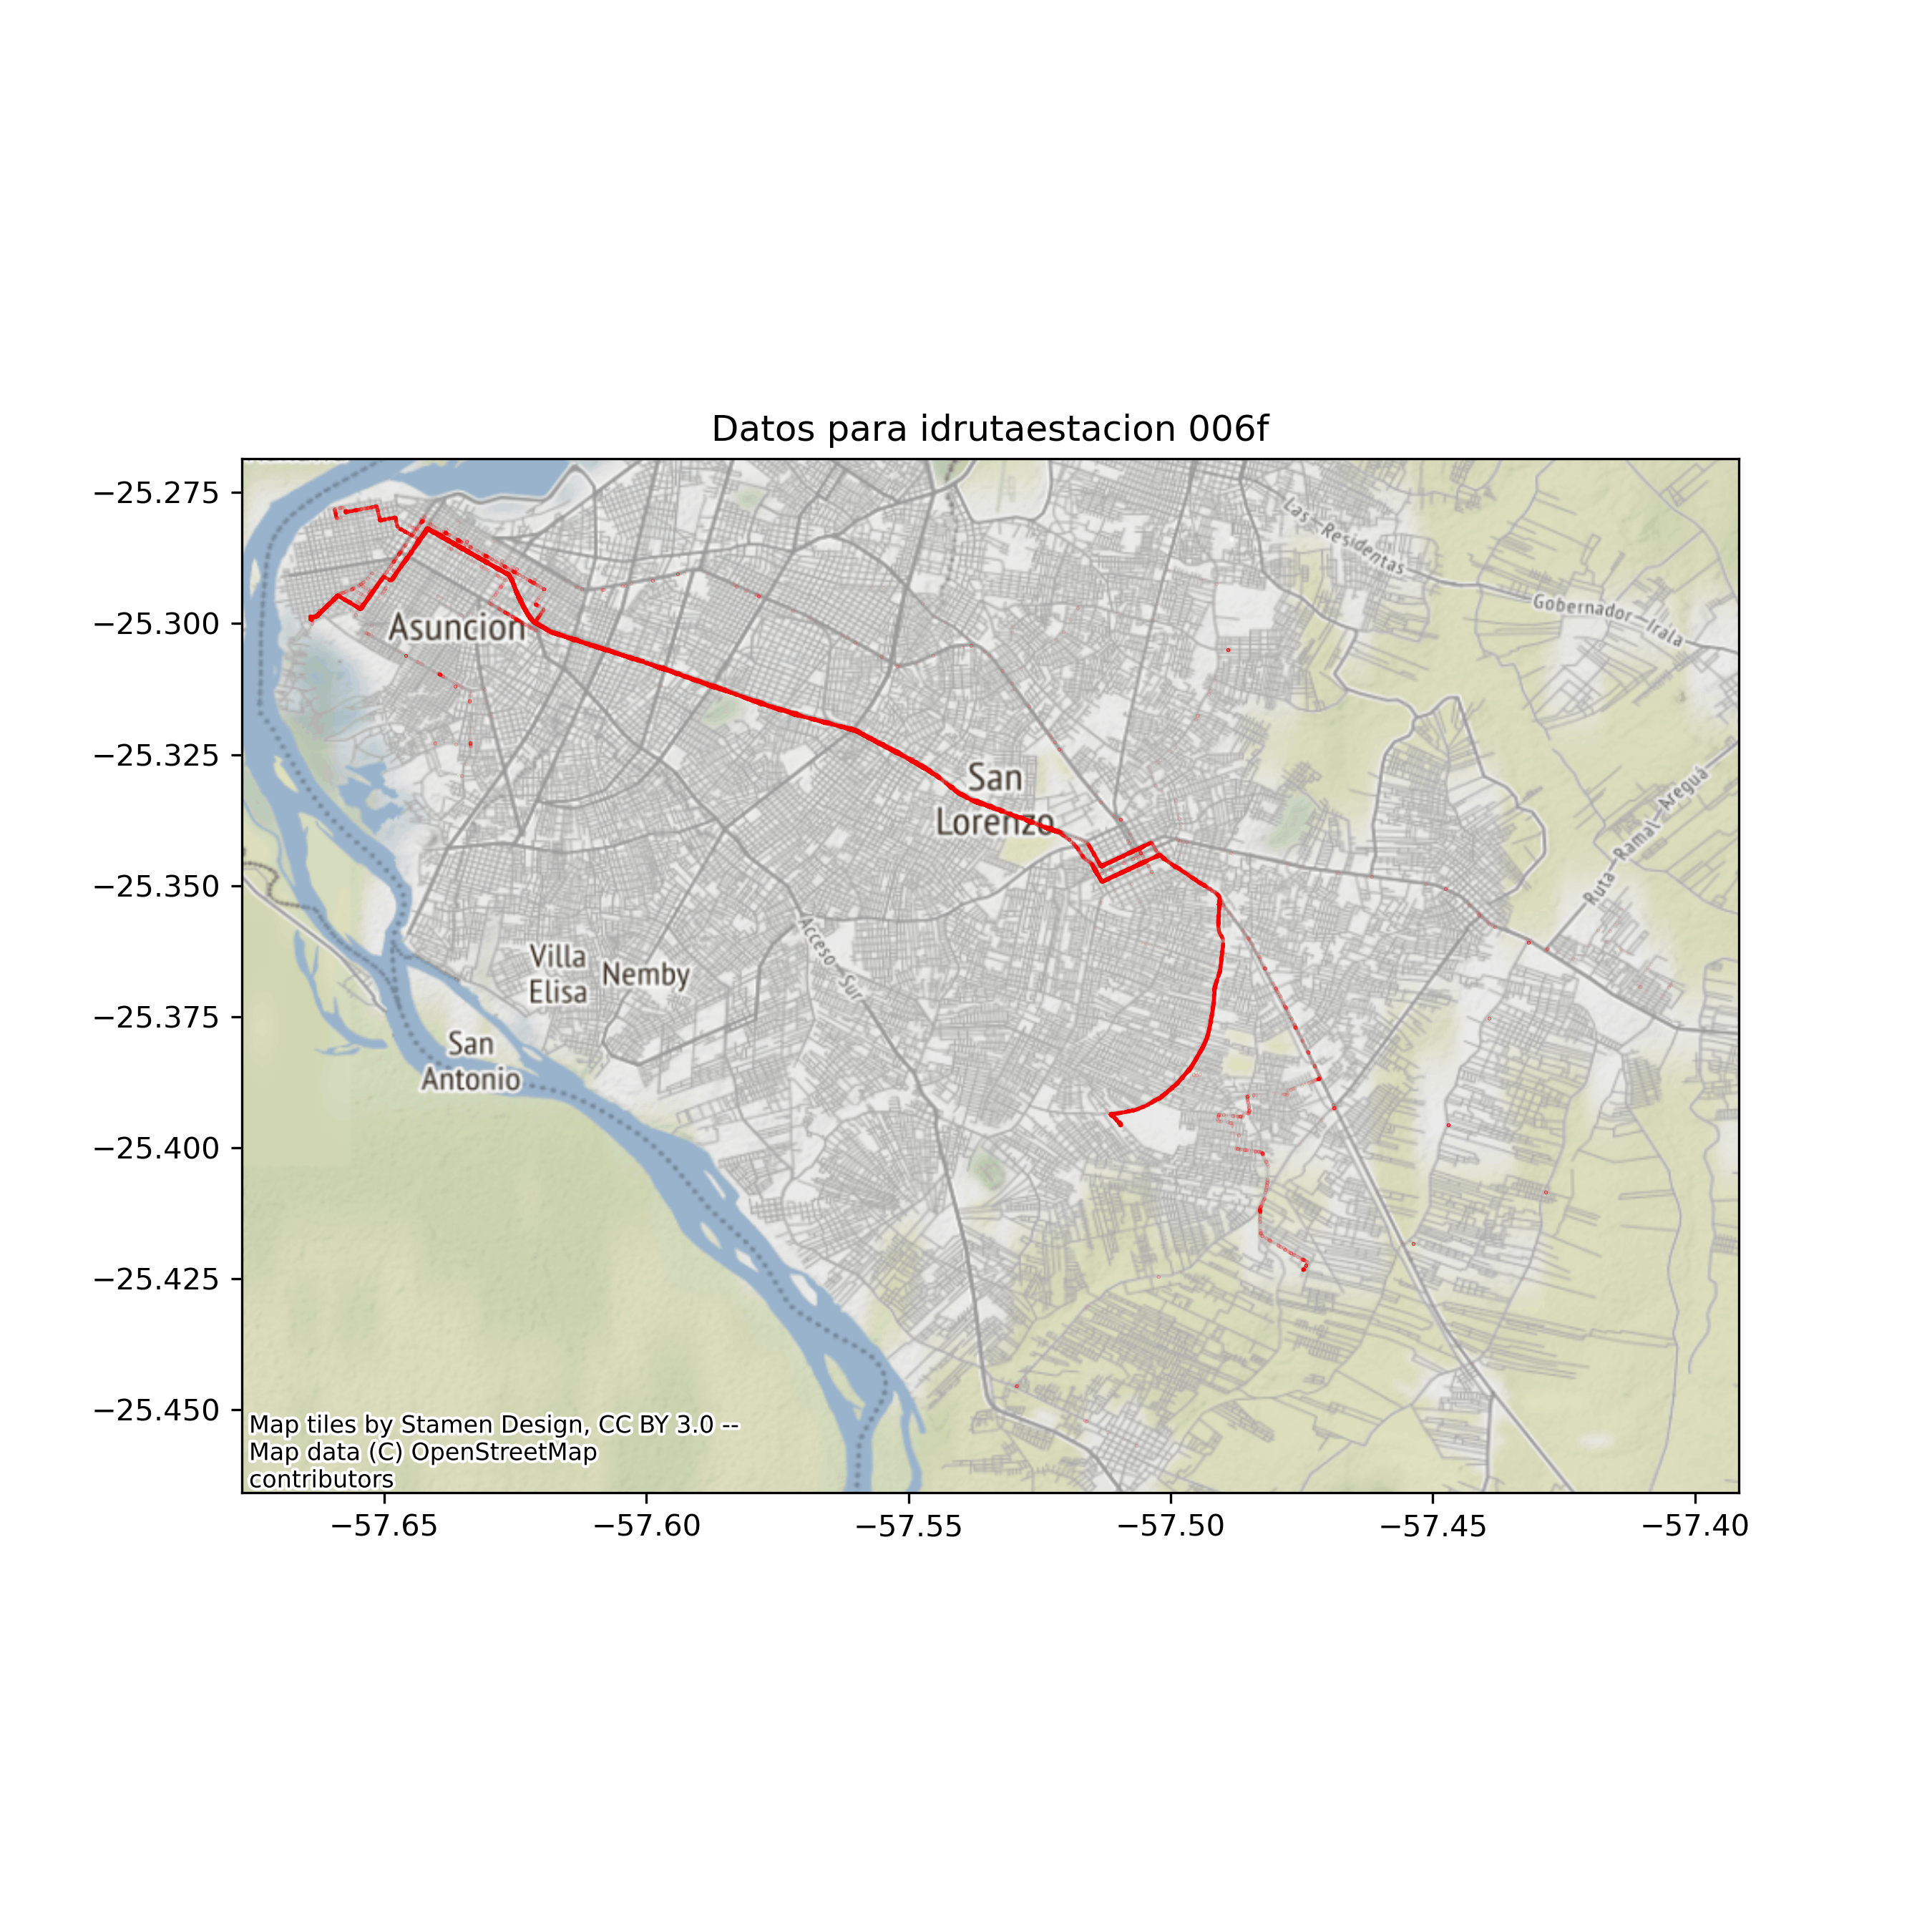 Datos para idrutaestacion 006f
−25.275
−25.300
−25.325
−25.350
−25.375
−25.400
−25.425
−25.450
Las Residentas
Gobernador Irala
Asuncion
San
Lorenzo
Ruta Ramal Areguá
Acceso Sur
Villa
Elisa
Nemby
San
Antonio
Map tiles by Stamen Design, CC BY 3.0 --
Map data (C) OpenStreetMap
contributors
−57.65
−57.60
−57.55
−57.50
−57.45
−57.40